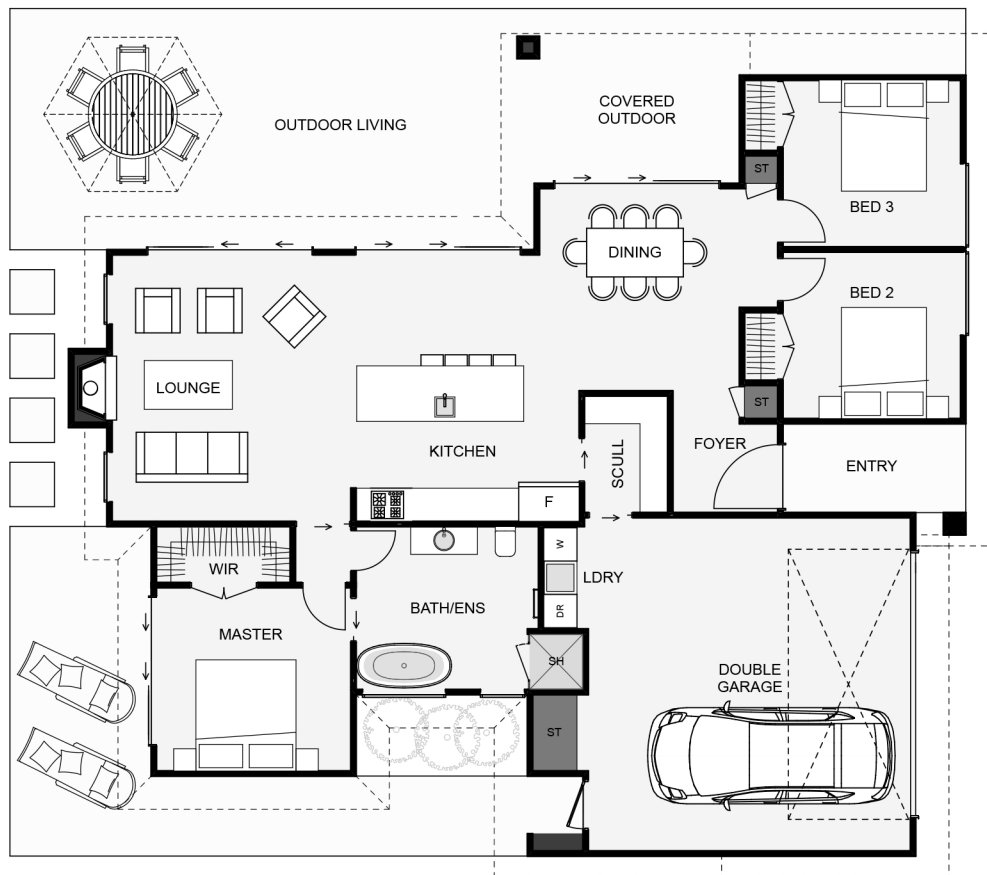 COVERED
OUTDOOR
OUTDOOR LIVING
ST
BED 3
DINING
BED 2
LOUNGE
ST
KITCHEN
FOYER
SCULL
ENTRY
F
W
WIR
LDRY
BATH/ENS
DR
MASTER
SH
DOUBLE
GARAGE
ST